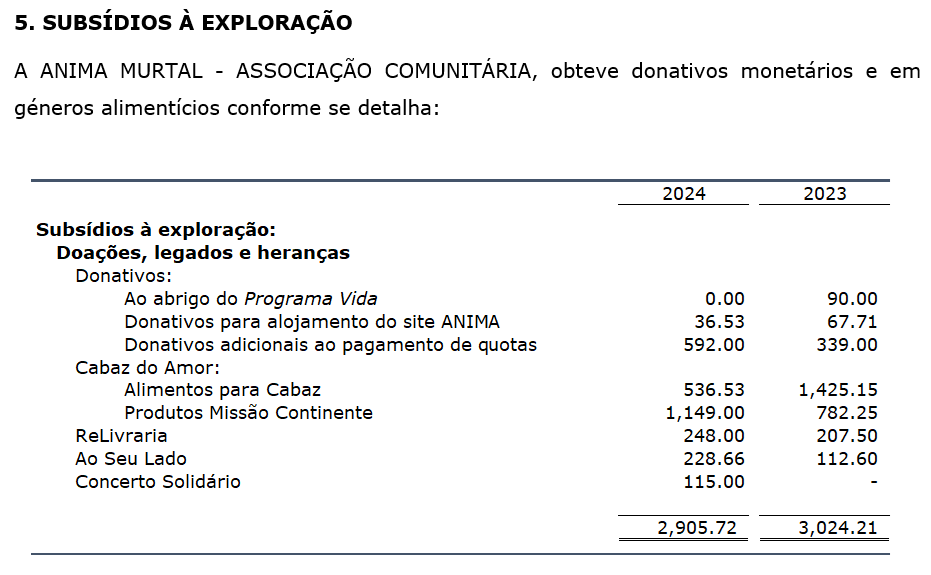 5. SUBSÍDIOS À EXPLORAÇÃO
A ANIMA MURTAL - ASSOCIAÇÃO COMUNITÁRIA, obteve donativos monetários e em
géneros alimentícios conforme se detalha:
2024 2023
Subsídios à exploração:
Doações, legados e heranças
Donativos:
Ao abrigo do Programa Vida 0.00 90.00
Donativos para alojamento do site ANIMA 36.53 67.71
Donativos adicionais ao pagamento de quotas 592.00 339.00
Cabaz do Amor:
Alimentos para Cabaz 536.53 1,425.15
Produtos Missão Continente 1,149.00 782.25
ReLivraria 248.00 207.50
Ao Seu Lado 228.66 112.60
Concerto Solidário 115.00 -
2,905.72 3,024.21